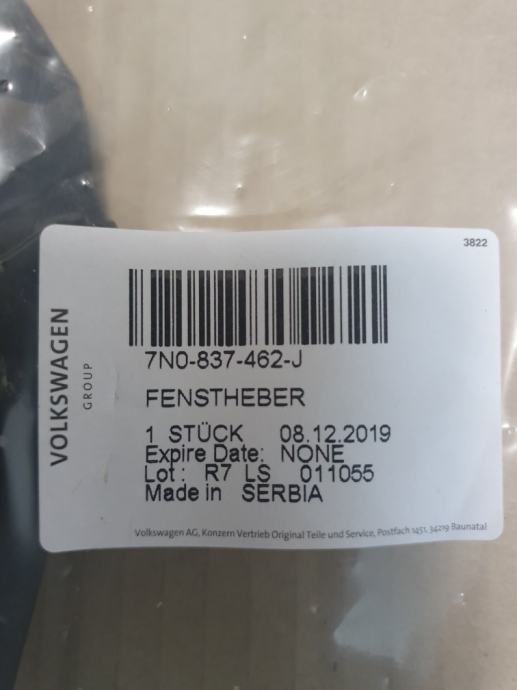 3822
VOLKSWAGEN
GROUP
7N0-837-462-J
FENSTHEBER
1 STÜCK 08.12.2019
Expire Date: NONE
Lot: R7 LS 011055
Made in SERBIA
Volkswagen AG, Konzern Vertrieb Original Teile und Service, Postfach 1451, 34219 Baunatal